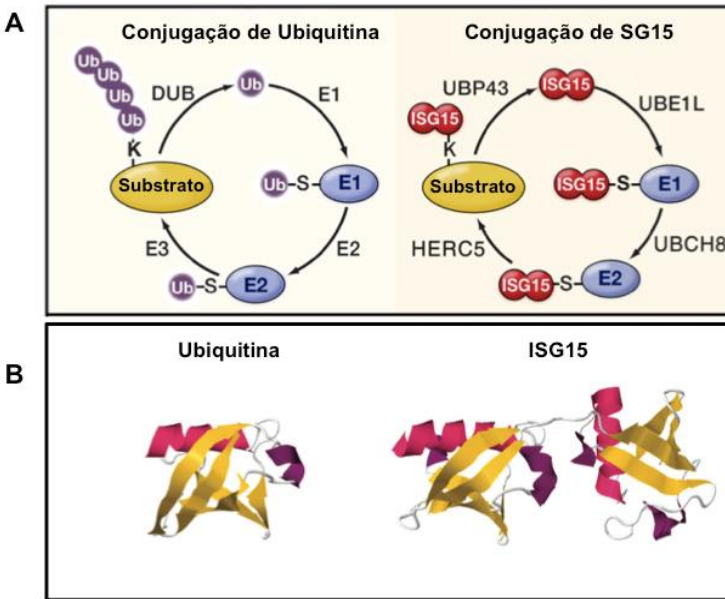 A
Conjugação de Ubiquitina
Ub
Ub
Ub
Ub
K
Substrato
DUB
Ub
E1
Ub
S
E1
E2
Ub
S
E2
E3
Conjugação de SG15
ISG15
K
Substrato
UBP43
ISG15
UBE1L
ISG15
S
E1
UBCH8
ISG15
S
E2
HERC5
B
Ubiquitina
ISG15